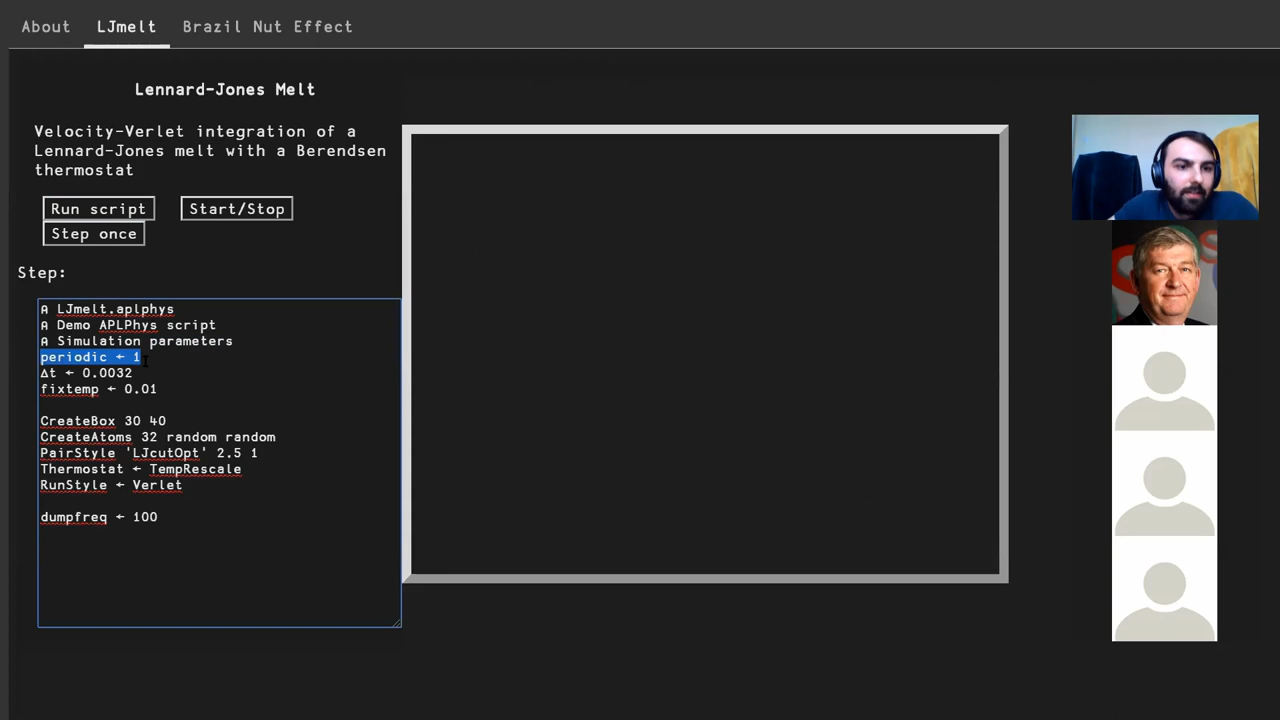 About LJmelt Brazil Nut Effect
Lennard-Jones Melt
Velocity-Verlet integration of a
Lennard-Jones melt with a Berendsen
thermostat
Run script Start/Stop
Step once
Step:
⍝ LJmelt.aplphys
⍝ Demo APLPhys script
⍝ Simulation parameters
periodic ← 1
∆t ← 0.0032
fixtemp ← 0.01
CreateBox 30 40
CreateAtoms 32 random random
PairStyle 'LJcutOpt' 2.5 1
Thermostat ← TempRescale
RunStyle ← Verlet
dumpfreq ← 100